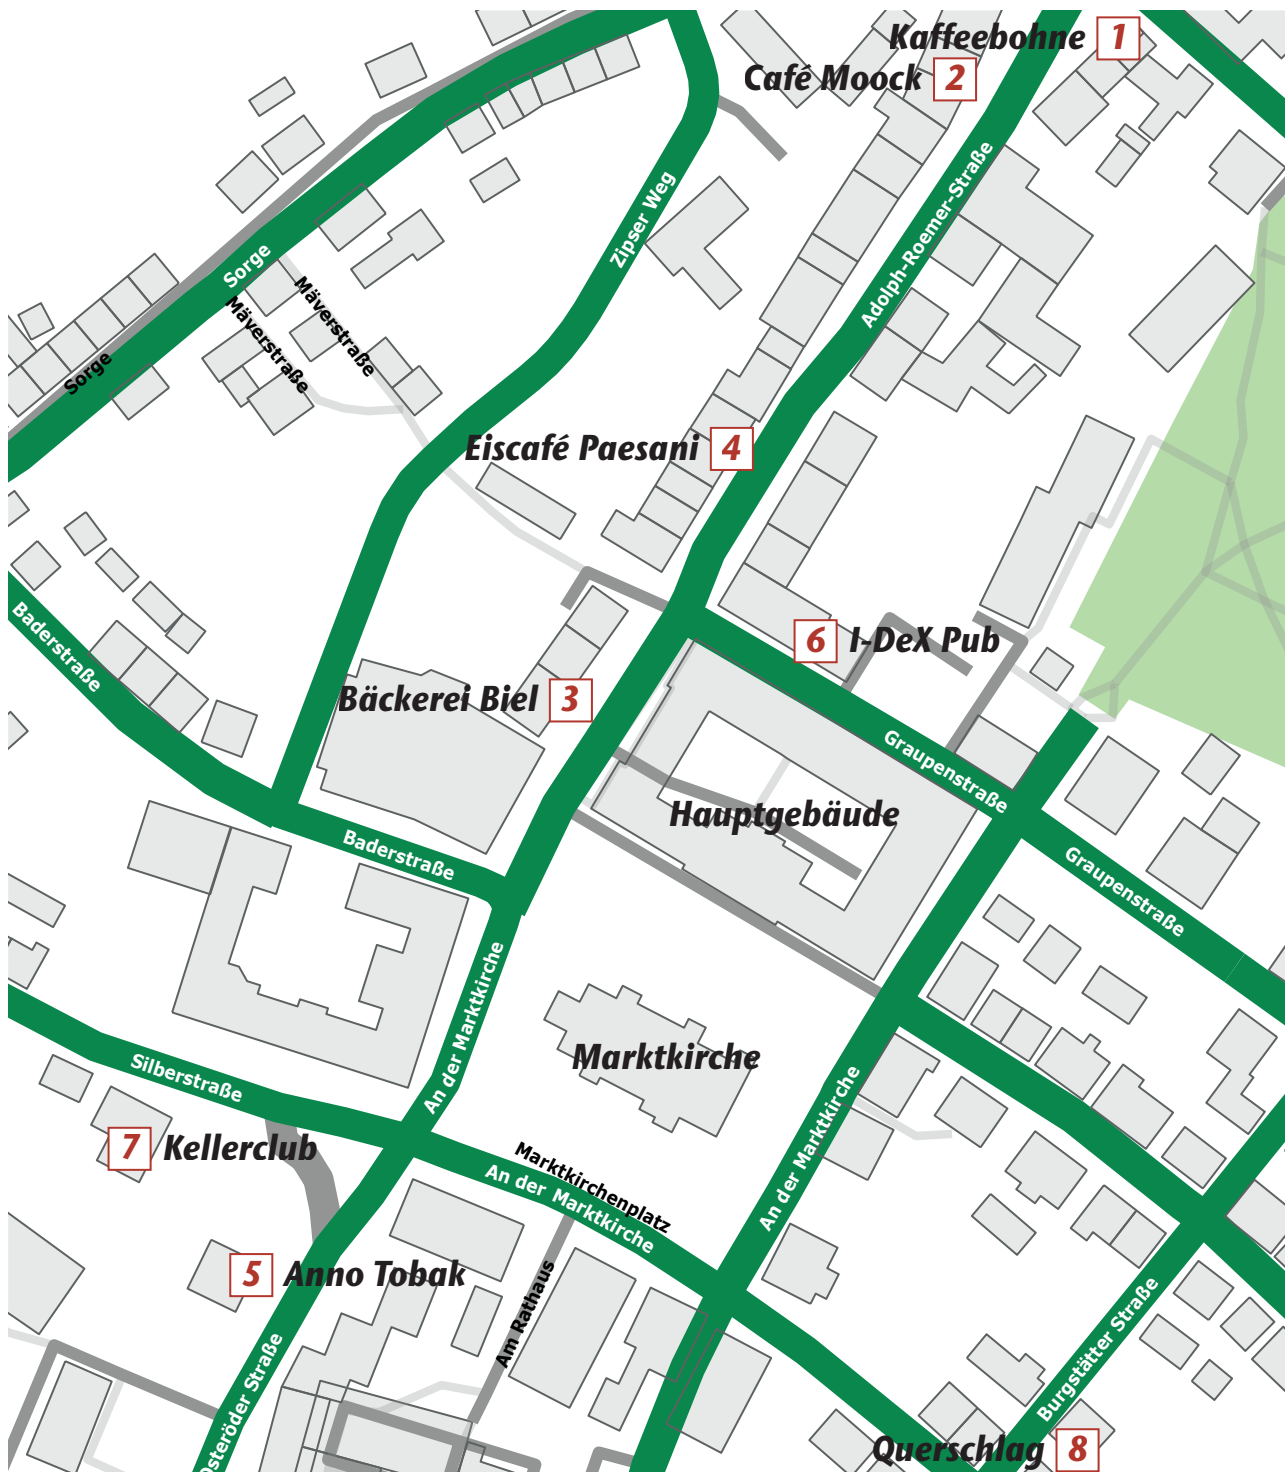 Kaffeebohne 1
Café Moock 2
Adolph-Roemer-Straße
Zipser Weg
Sorge
Mäverstraße
Mäverstraße
Sorge
Eiscafé Paesani 4
Baderstraße
6 I-DeX Pub
Bäckerei Biel 3
Graupenstraße
Hauptgebäude
Baderstraße
Graupenstraße
An der Marktkirche
Marktkirche
Silberstraße
An der Marktkirche
7 Kellerclub
Marktkirchenplatz
An der Marktkirche
5 Anno Tobak
Am Rathaus
Burgstätter Straße
Osteröder Straße
Querschlag 8